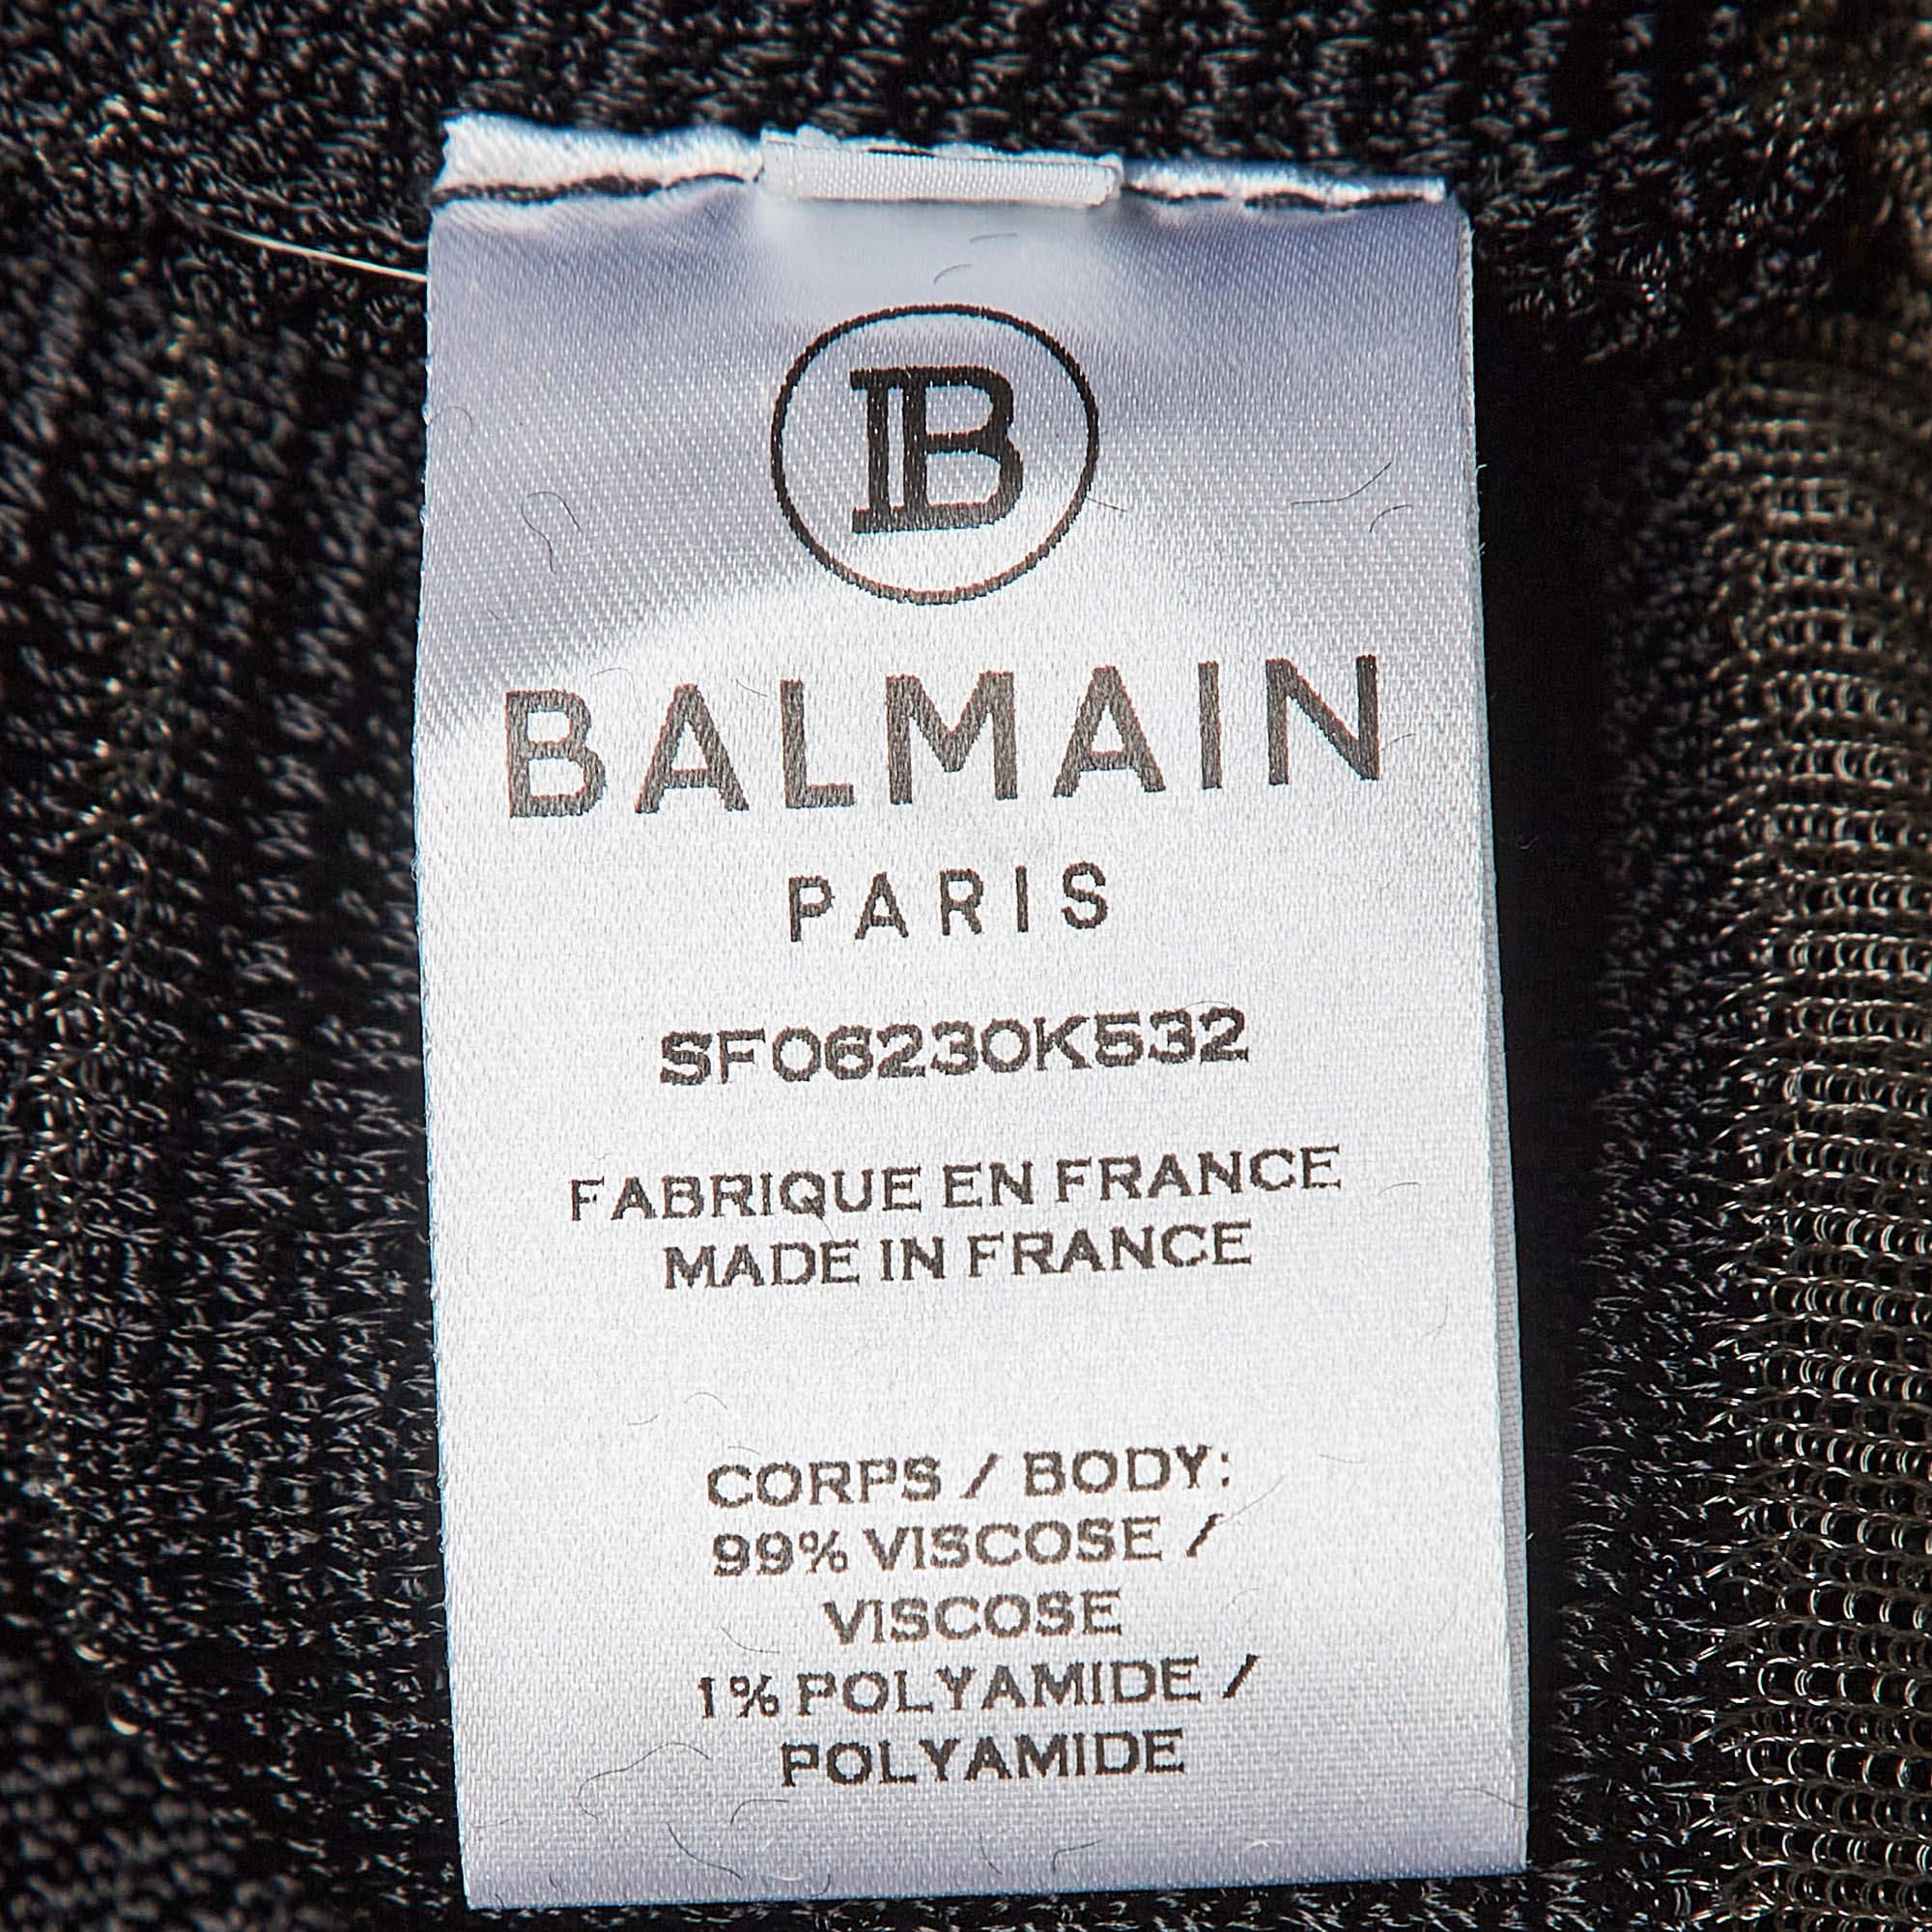 B
BALMAIN
PARIS
SF06230K532
FABRIQUE EN FRANCE
MADE IN FRANCE
CORPS / BODY:
99% VISCOSE /
VISCOSE
1% POLYAMIDE /
POLYAMIDE